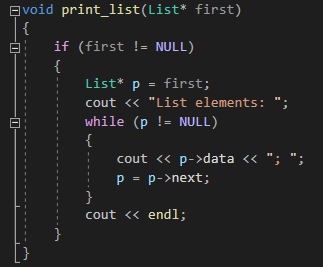 void print_list(List* first)
{
    if (first != NULL)
    {
        List* p = first;
        cout << "List elements: ";
        while (p != NULL)
        {
            cout << p->data << "; ";
            p = p->next;
        }
        cout << endl;
    }
}